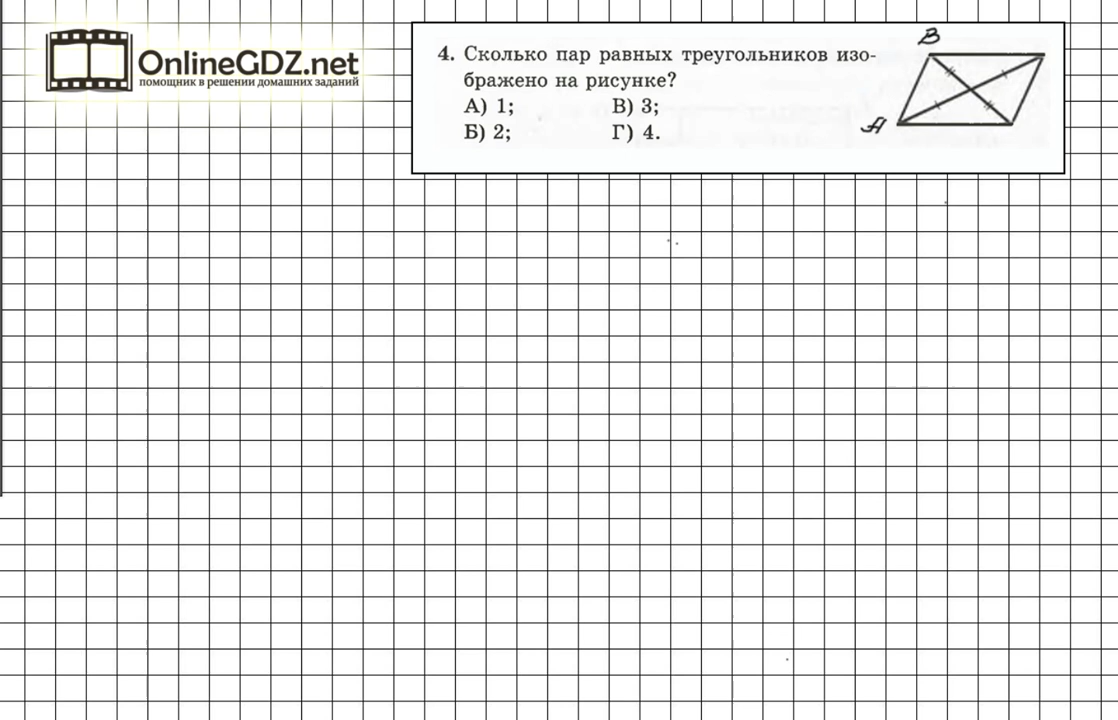 OnlineGDZ.net
помощник в решении домашних заданий
4. Сколько пар равных треугольников изо-
бражено на рисунке?
А) 1; В) 3;
Б) 2; Г) 4.
B
A